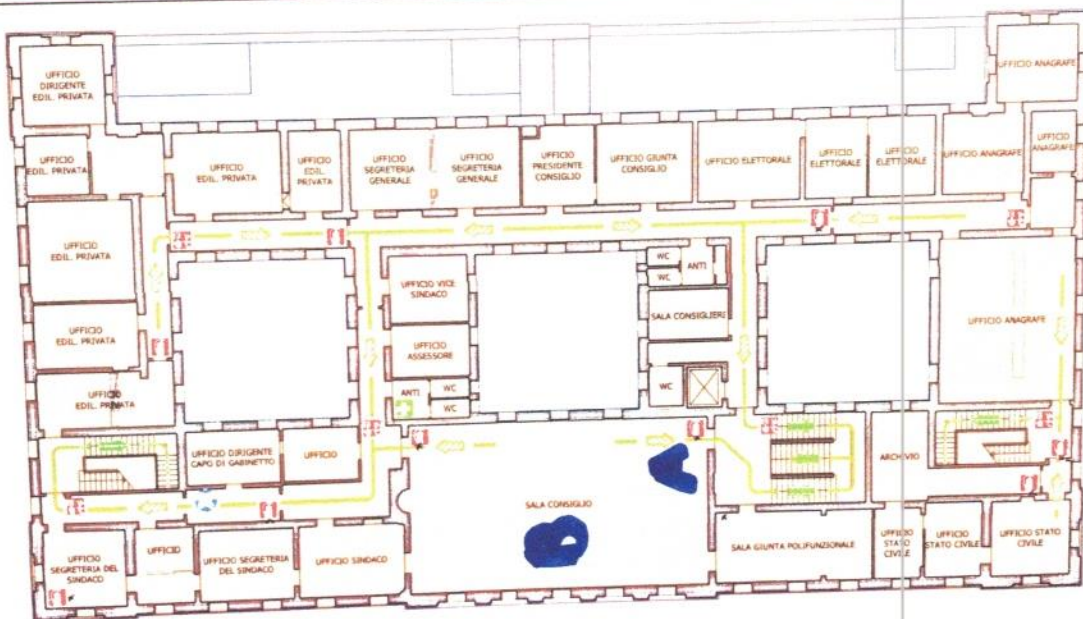 UFFICIO
DIRIGENTE
EDIL. PRIVATA
UFFICIO ANAGRAFE
UFFICIO
EDIL. PRIVATA
UFFICIO
EDIL. PRIVATA
UFFICIO
EDIL.
PRIVATA
UFFICIO
SEGRETERIA
GENERALE
UFFICIO
SEGRETERIA
GENERALE
UFFICIO
PRESIDENTE
CONSIGLIO
UFFICIO GIUNTA
CONSIGLIO
UFFICIO ELETTORALE
UFFICIO
ELETTORALE
UFFICIO
ELETTORALE
UFFICIO ANAGRAFE
UFFICIO
ANAGRAFE
UFFICIO
EDIL. PRIVATA
UFFICIO VICE
SINDACO
WC
WC
ANTI
SALA CONSIGLIERI
UFFICIO ANAGRAFE
UFFICIO
EDIL. PRIVATA
UFFICIO
ASSESSORE
UFFICIO
EDIL. PRIVATA
ANTI
WC
WC
WC
UFFICIO DIRIGENTE
CAPO DI GABINETTO
UFFICIO
ARCHIVIO
SALA CONSIGLIO
UFFICIO
SEGRETERIA DEL
SINDACO
UFFICIO
UFFICIO SEGRETERIA
DEL SINDACO
UFFICIO SINDACO
SALA GIUNTA POLIFUNZIONALE
UFFICIO
STATO
CIVILE
UFFICIO
STATO CIVILE
UFFICIO STATO
CIVILE